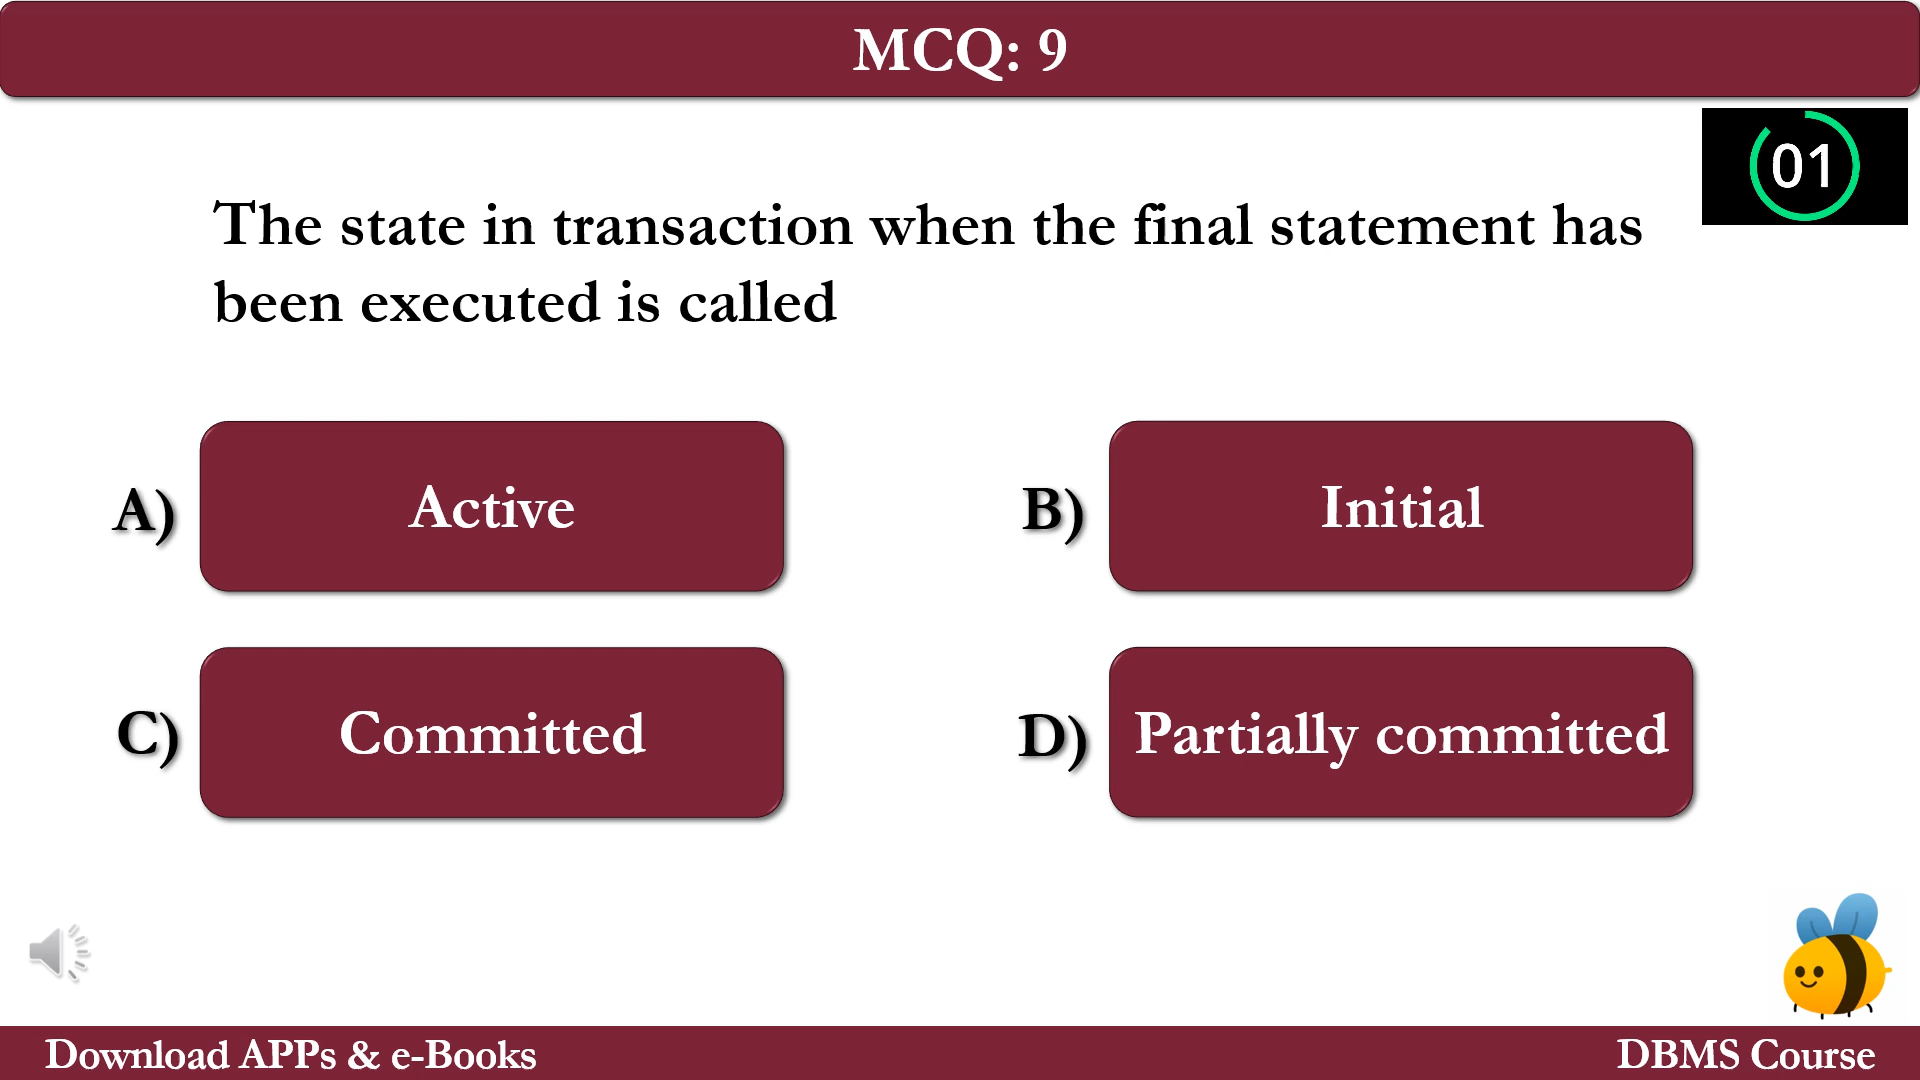 MCQ: 9
01
The state in transaction when the final statement has
been executed is called
A) Active
B) Initial
C) Committed
D) Partially committed
Download APPs & e-Books
DBMS Course